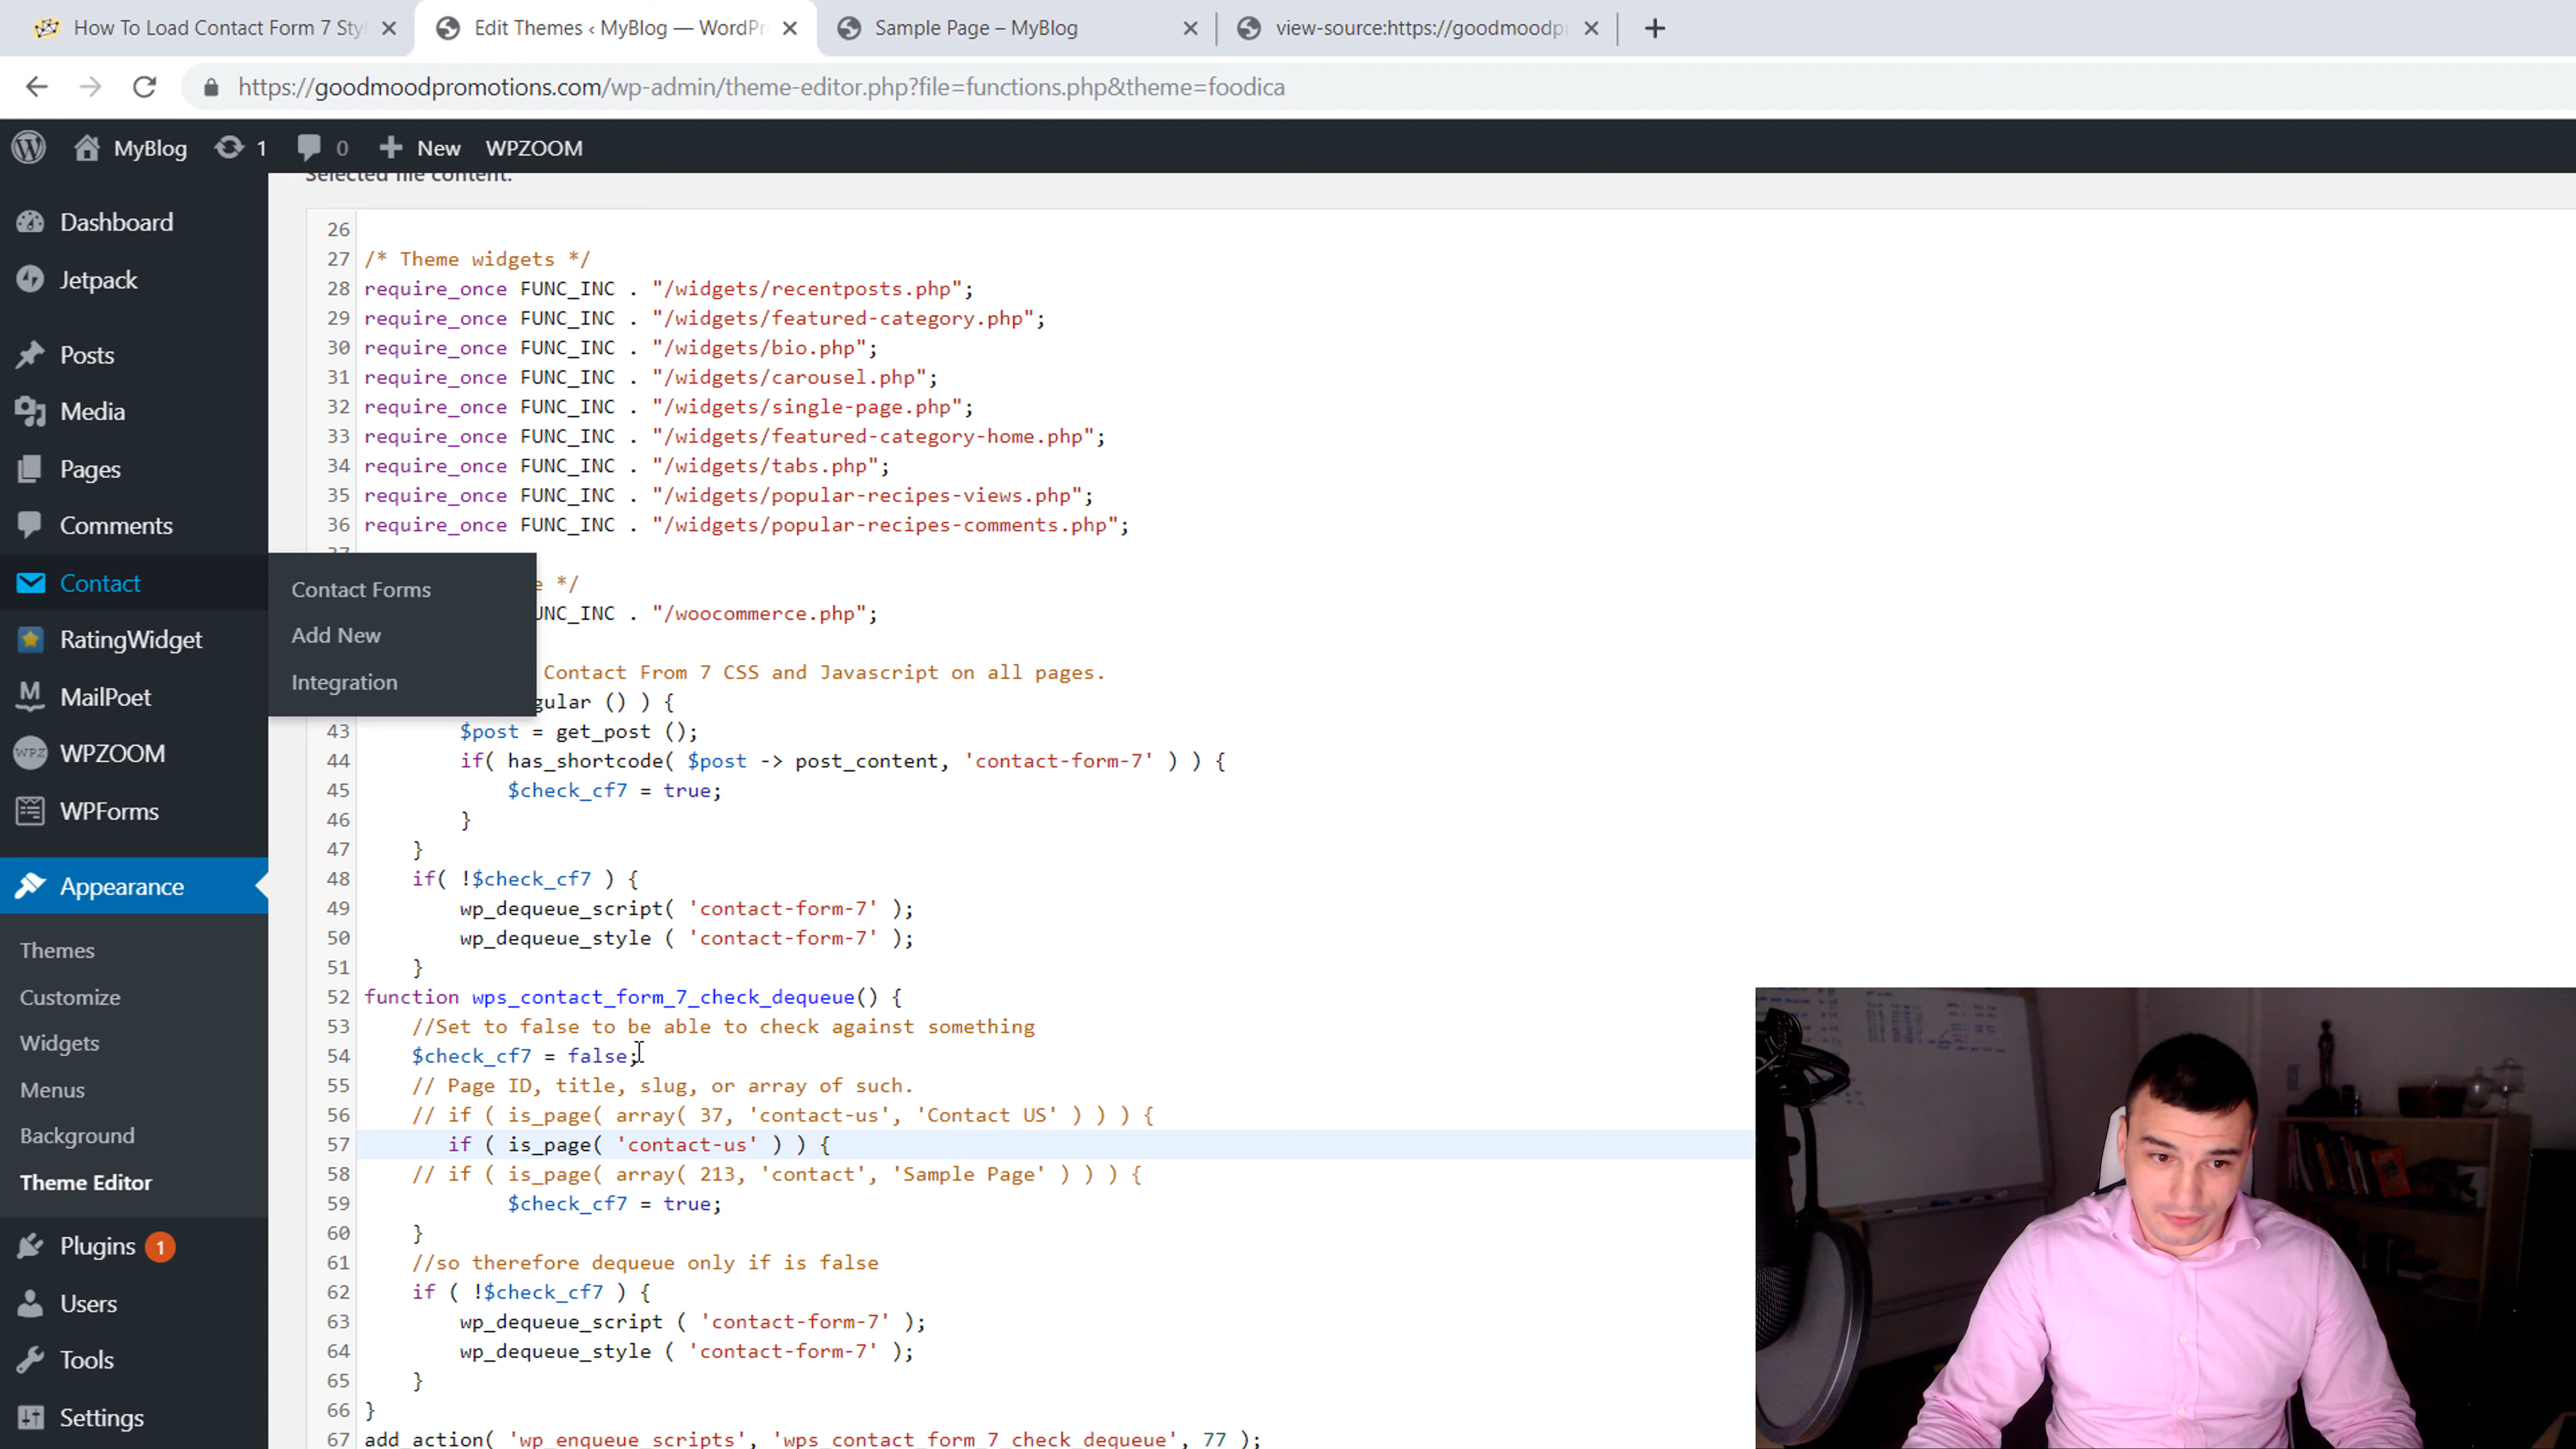 How To Load Contact Form 7 Sty
Edit Themes ‹ MyBlog — WordPr
Sample Page – MyBlog
view-source:https://goodmoodp
https://goodmoodpromotions.com/wp-admin/theme-editor.php?file=functions.php&theme=foodica
MyBlog 1 0 New WPZOOM
Selected file content:
Dashboard
Jetpack
Posts
Media
Pages
Comments
Contact
RatingWidget
MailPoet
WPZOOM
WPForms
Appearance
Themes
Customize
Widgets
Menus
Background
Theme Editor
Plugins 1
Users
Tools
Settings
Contact Forms
Add New
Integration
26
27 /* Theme widgets */
28 require_once FUNC_INC . "/widgets/recentposts.php";
29 require_once FUNC_INC . "/widgets/featured-category.php";
30 require_once FUNC_INC . "/widgets/bio.php";
31 require_once FUNC_INC . "/widgets/carousel.php";
32 require_once FUNC_INC . "/widgets/single-page.php";
33 require_once FUNC_INC . "/widgets/featured-category-home.php";
34 require_once FUNC_INC . "/widgets/tabs.php";
35 require_once FUNC_INC . "/widgets/popular-recipes-views.php";
36 require_once FUNC_INC . "/widgets/popular-recipes-comments.php";
37
e */
UNC_INC . "/woocommerce.php";
Contact From 7 CSS and Javascript on all pages.
gular () ) {
43 $post = get_post ();
44 if( has_shortcode( $post -> post_content, 'contact-form-7' ) ) {
45 $check_cf7 = true;
46 }
47 }
48 if( !$check_cf7 ) {
49 wp_dequeue_script( 'contact-form-7' );
50 wp_dequeue_style ( 'contact-form-7' );
51 }
52 function wps_contact_form_7_check_dequeue() {
53 //Set to false to be able to check against something
54 $check_cf7 = false;
55 // Page ID, title, slug, or array of such.
56 // if ( is_page( array( 37, 'contact-us', 'Contact US' ) ) ) {
57 if ( is_page( 'contact-us' ) ) {
58 // if ( is_page( array( 213, 'contact', 'Sample Page' ) ) ) {
59 $check_cf7 = true;
60 }
61 //so therefore dequeue only if is false
62 if ( !$check_cf7 ) {
63 wp_dequeue_script ( 'contact-form-7' );
64 wp_dequeue_style ( 'contact-form-7' );
65 }
66 }
67 add_action( 'wp_enqueue_scripts', 'wps_contact_form_7_check_dequeue', 77 );